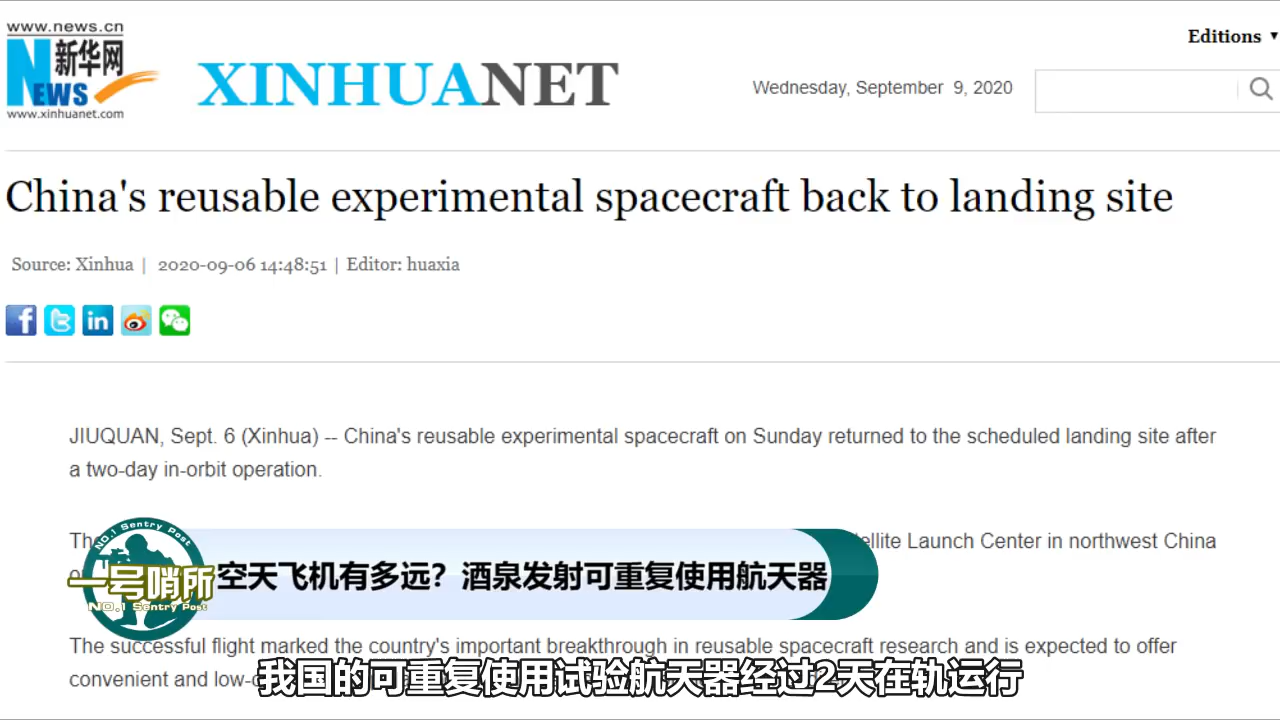 www.news.cn
新华网
NEWS
www.xinhuanet.com
XINHUANET
Editions
Wednesday, September 9, 2020
China's reusable experimental spacecraft back to landing site
Source: Xinhua | 2020-09-06 14:48:51 | Editor: huaxia
JIUQUAN, Sept. 6 (Xinhua) -- China's reusable experimental spacecraft on Sunday returned to the scheduled landing site after
a two-day in-orbit operation.
Launch Center in northwest China
NO.1 Sentry Post
一号哨所
NO.1 Sentry Post
空天飞机有多远？酒泉发射可重复使用航天器
The successful flight marked the country's important breakthrough in reusable spacecraft research and is expected to offer
convenient and
我国的可重复使用试验航天器经过2天在轨运行